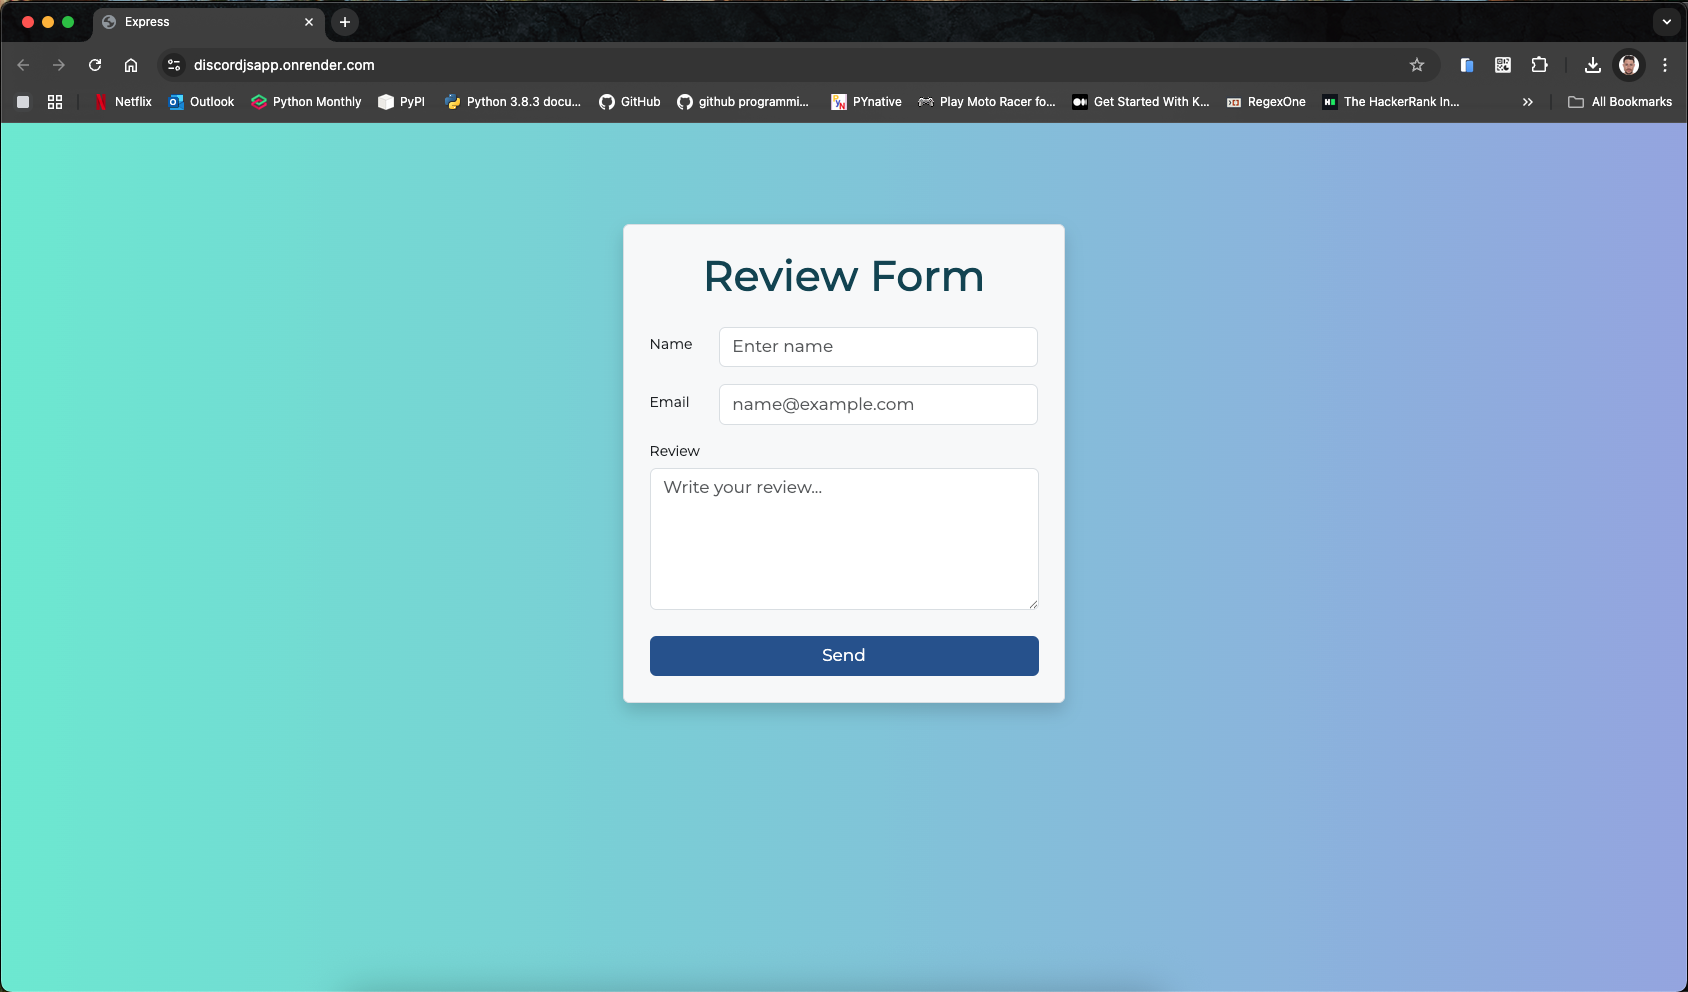 Express
discordjsapp.onrender.com
Netflix Outlook Python Monthly PyPI Python 3.8.3 docu... GitHub github programmi... PYnative Play Moto Racer fo... Get Started With K... RegexOne The HackerRank In... All Bookmarks
Review Form
Name Enter name
Email name@example.com
Review
Write your review...
Send